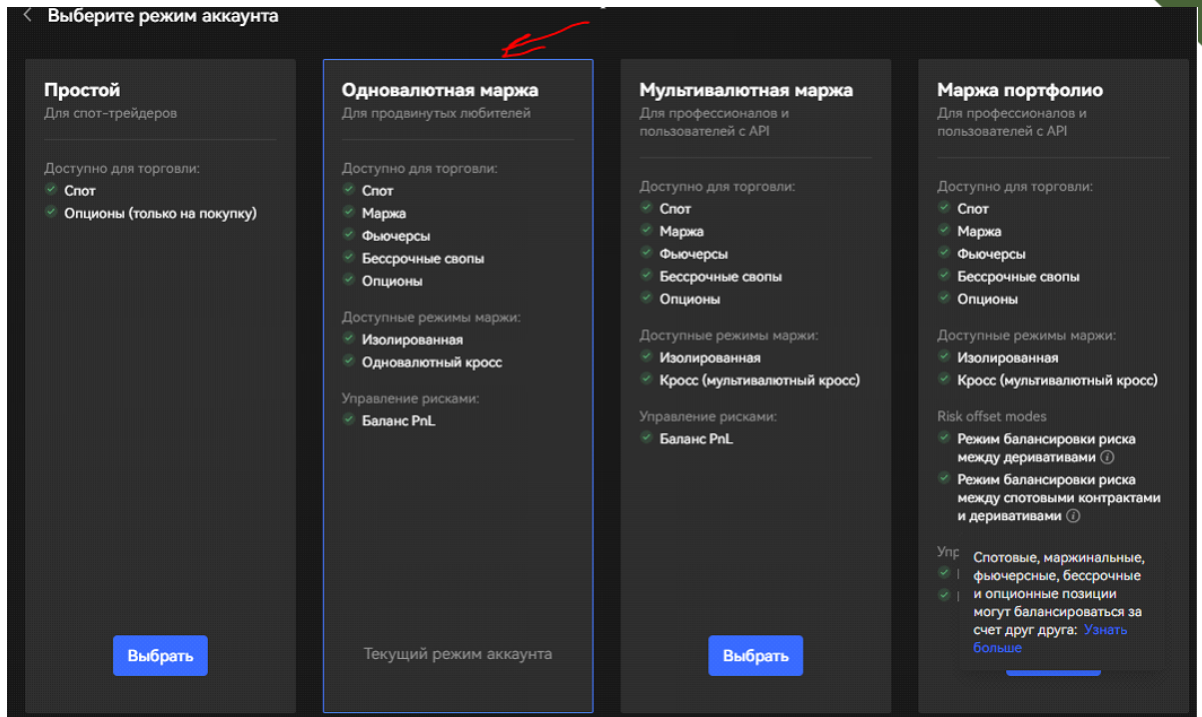 Выберите режим аккаунта
Простой
Для спот-трейдеров
Доступно для торговли:
Спот
Опционы (только на покупку)
Выбрать
Одновалютная маржа
Для продвинутых любителей
Доступно для торговли:
Спот
Маржа
Фьючерсы
Бессрочные свопы
Опционы
Доступные режимы маржи:
Изолированная
Одновалютный кросс
Управление рисками:
Баланс PnL
Текущий режим аккаунта
Мультивалютная маржа
Для профессионалов и
пользователей с API
Доступно для торговли:
Спот
Маржа
Фьючерсы
Бессрочные свопы
Опционы
Доступные режимы маржи:
Изолированная
Кросс (мультивалютный кросс)
Управление рисками:
Баланс PnL
Выбрать
Маржа портфолио
Для профессионалов и
пользователей с API
Доступно для торговли:
Спот
Маржа
Фьючерсы
Бессрочные свопы
Опционы
Доступные режимы маржи:
Изолированная
Кросс (мультивалютный кросс)
Risk offset modes
Режим балансировки риска
между деривативами
Режим балансировки риска
между спотовыми контрактами
и деривативами
Спотовые, маржинальные,
фьючерсные, бессрочные
и опционные позиции
могут балансироваться за
счет друг друга: Узнать
больше